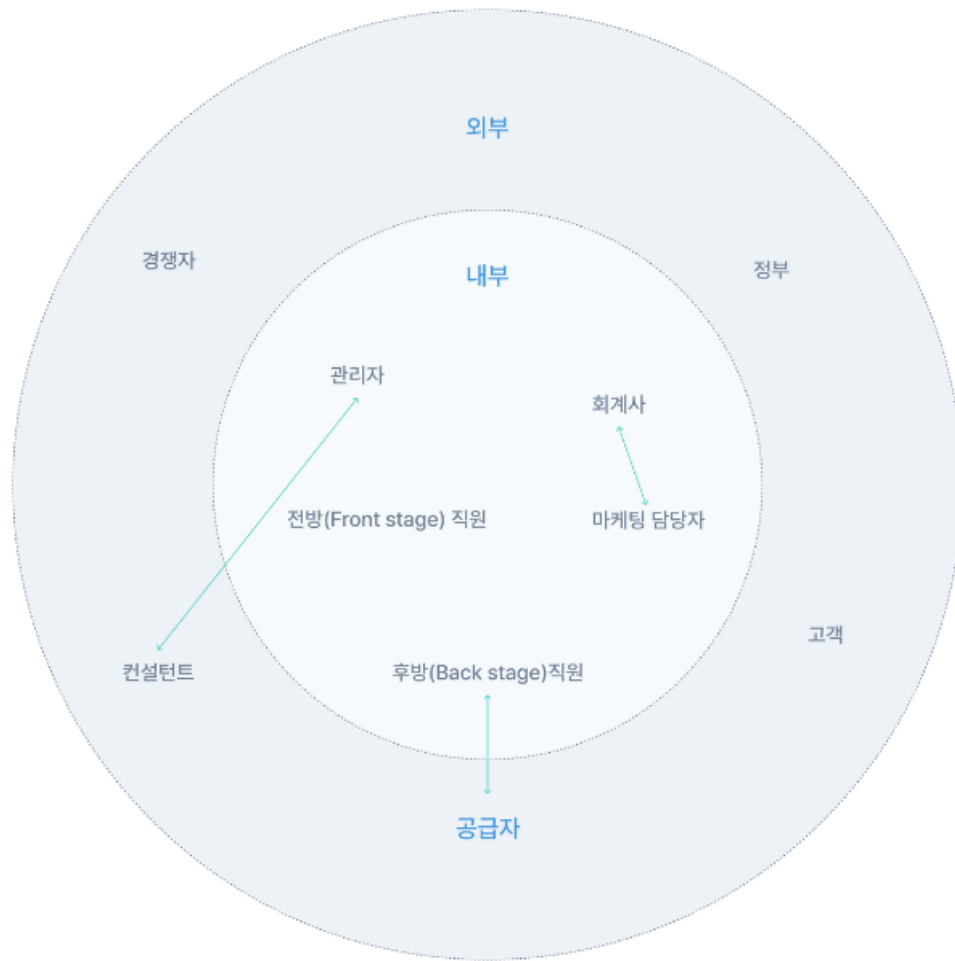 외부
경쟁자
정부
내부
관리자
회계사
전방(Front stage) 직원
마케팅 담당자
고객
컨설턴트
후방(Back stage)직원
공급자